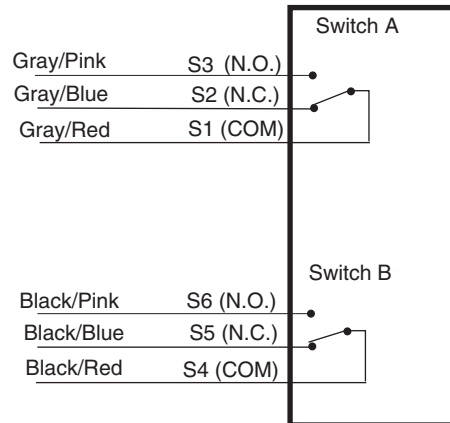 Switch A
Gray/Pink S3 (N.O.)
Gray/Blue S2 (N.C.)
Gray/Red S1 (COM)
Switch B
Black/Pink S6 (N.O.)
Black/Blue S5 (N.C.)
Black/Red S4 (COM)